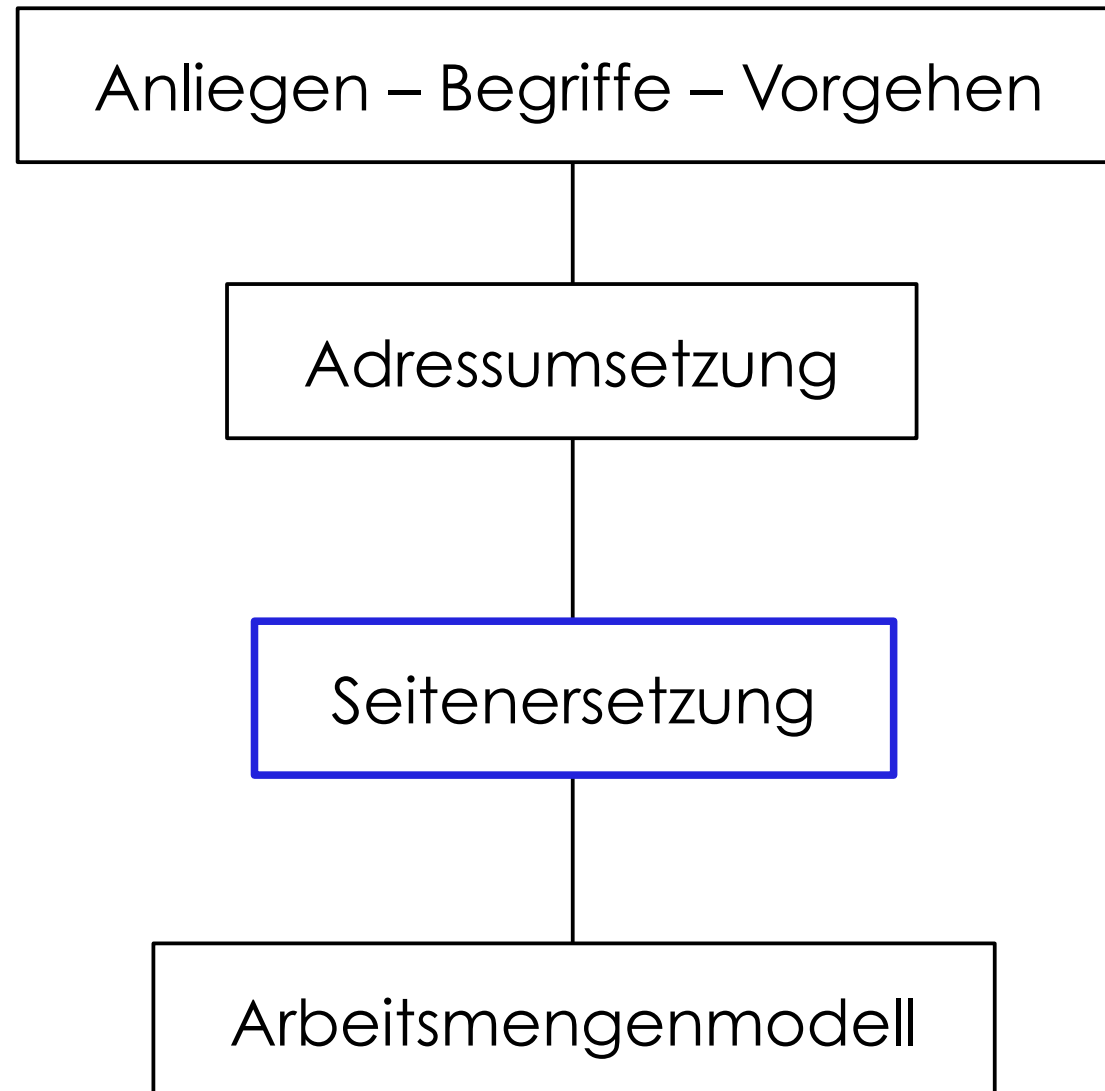 Anliegen – Begriffe – Vorgehen
Adressumsetzung
Seitenersetzung
Arbeitsmengenmodell